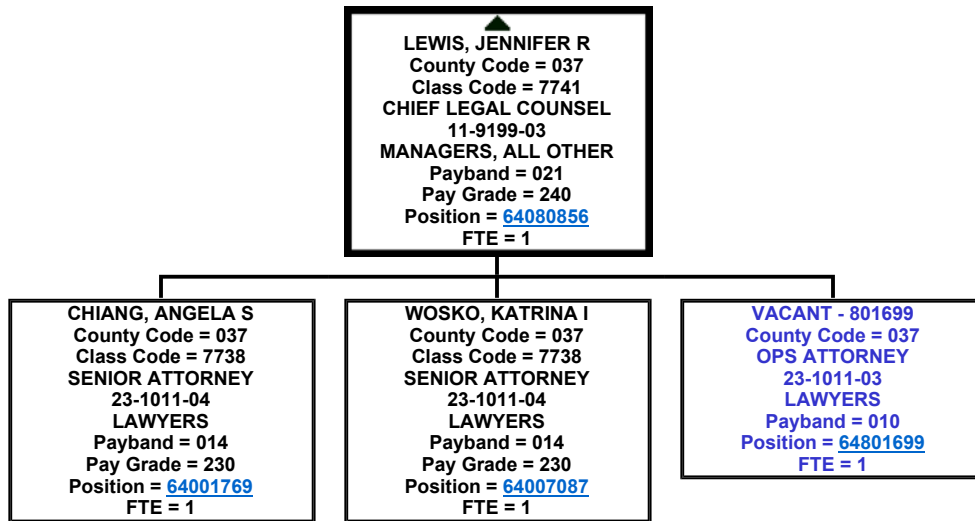 LEWIS, JENNIFER R
County Code = 037
Class Code = 7741
CHIEF LEGAL COUNSEL
11-9199-03
MANAGERS, ALL OTHER
Payband = 021
Pay Grade = 240
Position = 64080856
FTE = 1
CHIANG, ANGELA S
County Code = 037
Class Code = 7738
SENIOR ATTORNEY
23-1011-04
LAWYERS
Payband = 014
Pay Grade = 230
Position = 64001769
FTE = 1
WOSKO, KATRINA I
County Code = 037
Class Code = 7738
SENIOR ATTORNEY
23-1011-04
LAWYERS
Payband = 014
Pay Grade = 230
Position = 64007087
FTE = 1
VACANT - 801699
County Code = 037
OPS ATTORNEY
23-1011-03
LAWYERS
Payband = 010
Position = 64801699
FTE = 1